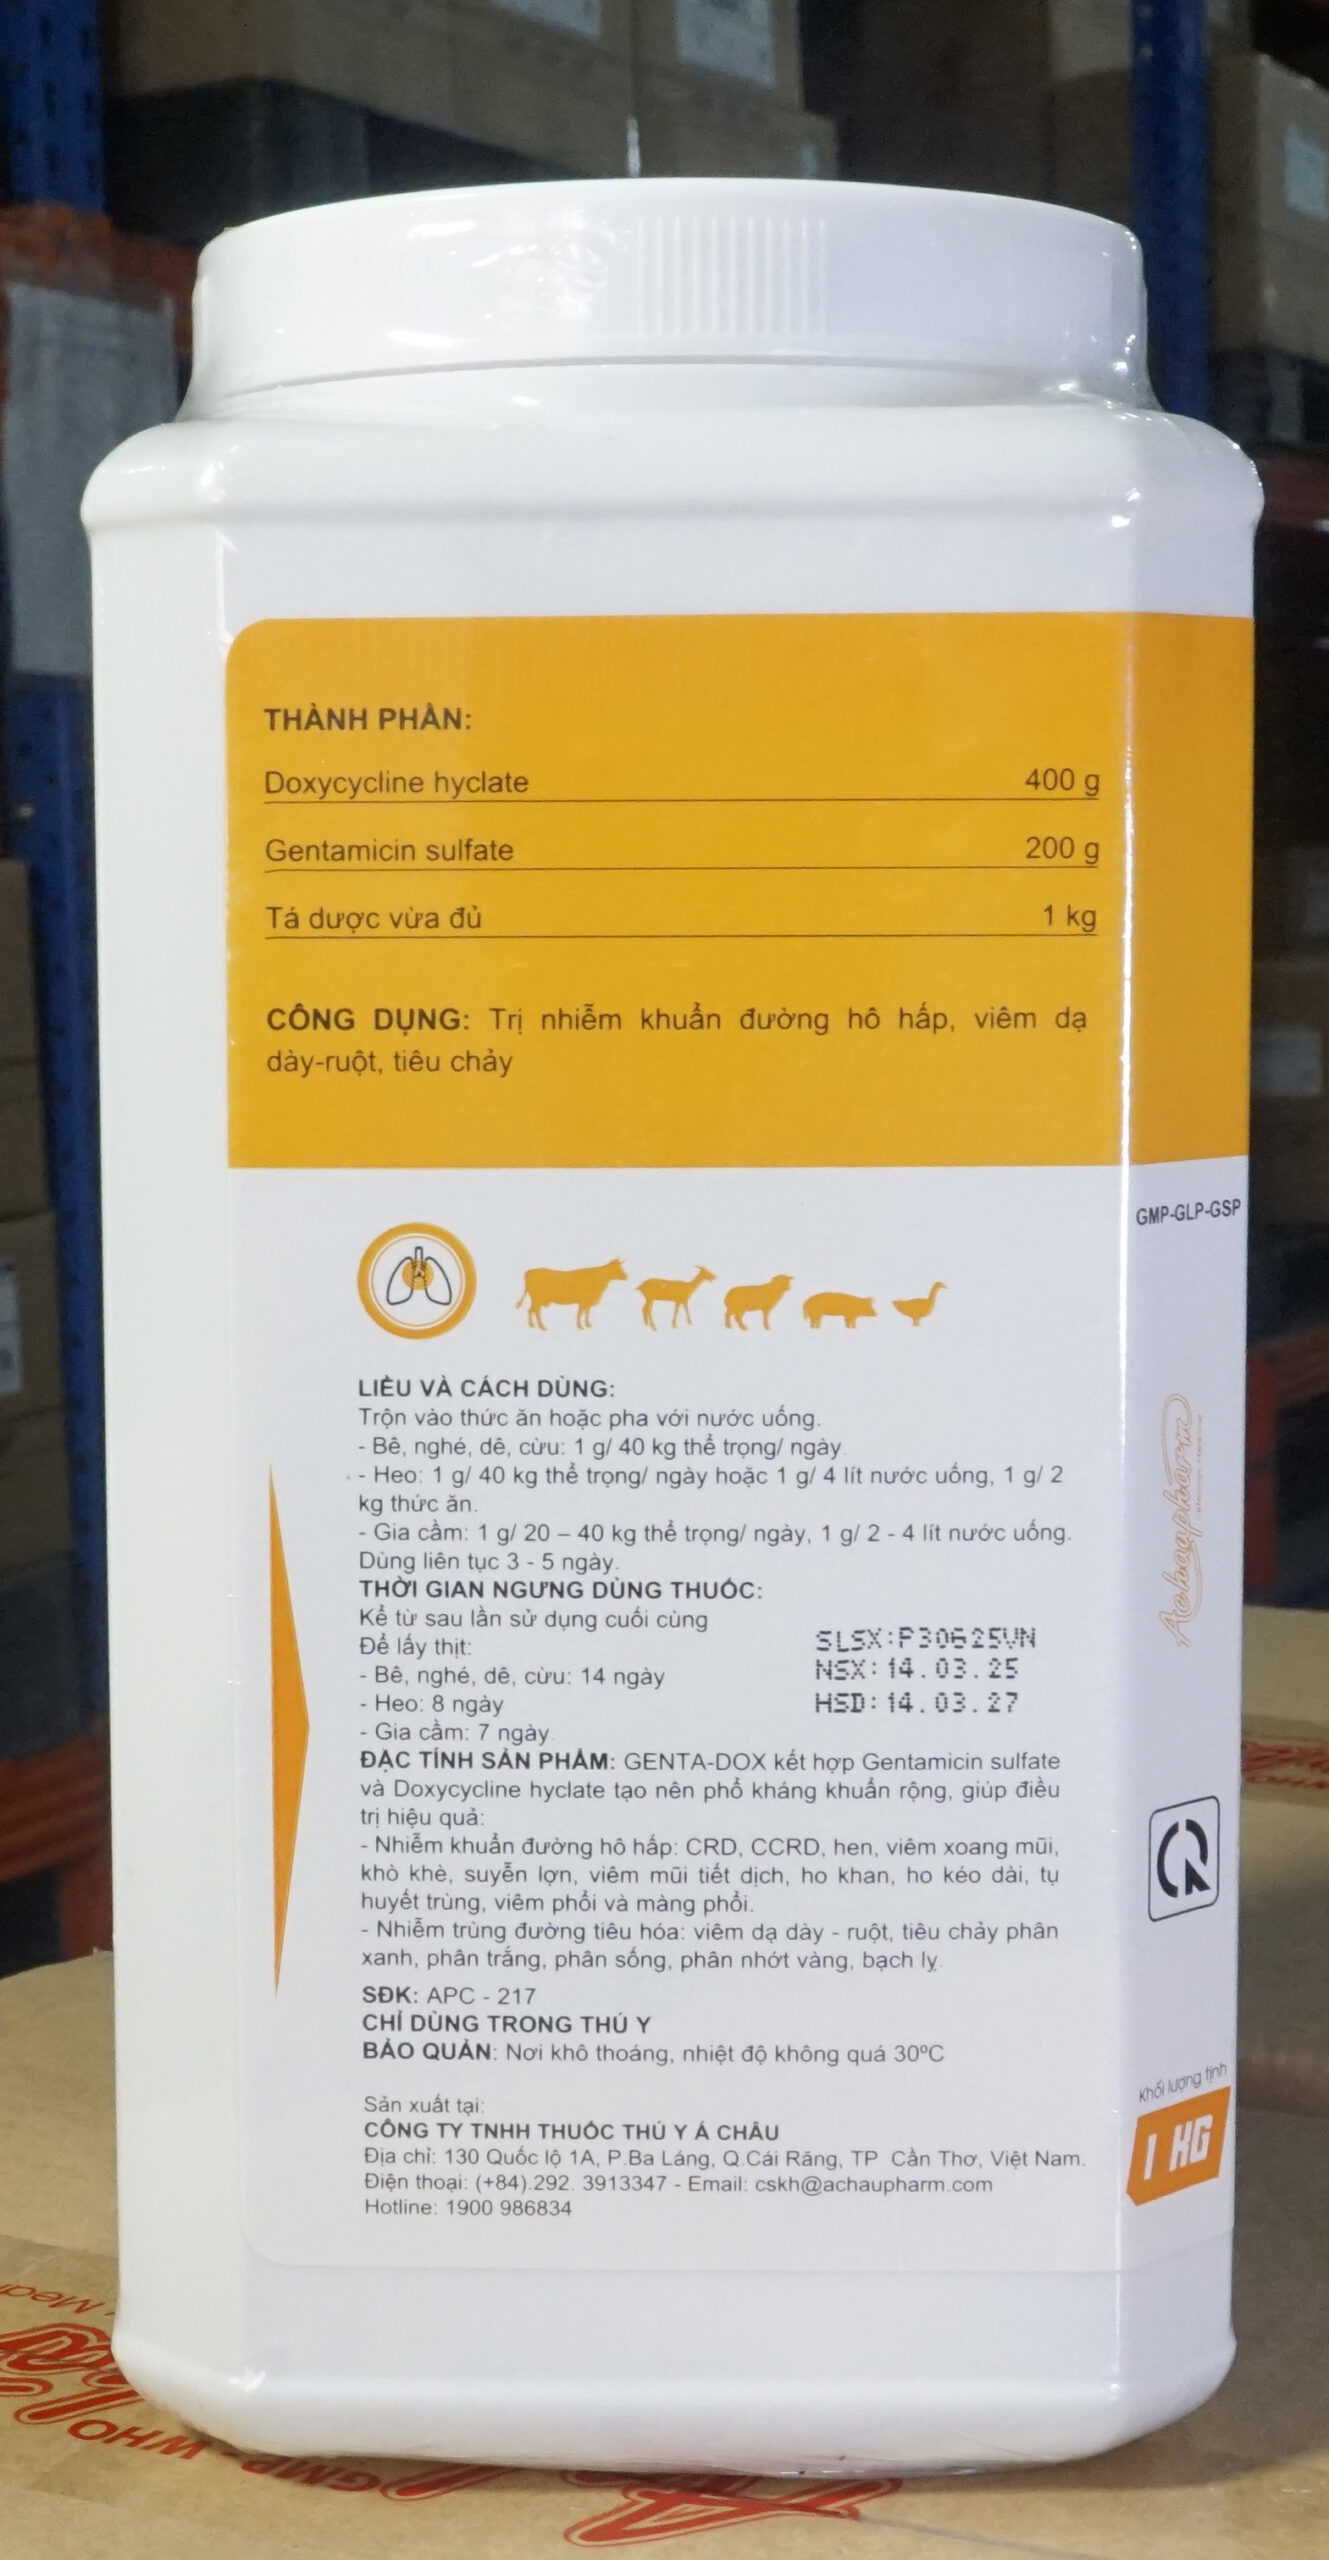 THÀNH PHẦN:
Doxycycline hyclate 400 g
Gentamicin sulfate 200 g
Tá dược vừa đủ 1 kg
CÔNG DỤNG: Trị nhiễm khuẩn đường hô hấp, viêm dạ
dày-ruột, tiêu chảy
GMP-GLP-GSP
LIỀU VÀ CÁCH DÙNG:
Trộn vào thức ăn hoặc pha với nước uống.
- Bê, nghé, dê, cừu: 1 g/ 40 kg thể trọng/ ngày.
- Heo: 1 g/ 40 kg thể trọng/ ngày hoặc 1 g/ 4 lít nước uống, 1 g/ 2
kg thức ăn.
- Gia cầm: 1 g/ 20 – 40 kg thể trọng/ ngày, 1 g/ 2 - 4 lít nước uống.
Dùng liên tục 3 - 5 ngày.
THỜI GIAN NGƯNG DÙNG THUỐC:
Kể từ sau lần sử dụng cuối cùng
Để lấy thịt:
- Bê, nghé, dê, cừu: 14 ngày
- Heo: 8 ngày
- Gia cầm: 7 ngày.
SLSX:P30625VN
NSX: 14.03.25
HSD: 14.03.27
ĐẶC TÍNH SẢN PHẨM: GENTA-DOX kết hợp Gentamicin sulfate
và Doxycycline hyclate tạo nên phổ kháng khuẩn rộng, giúp điều
trị hiệu quả:
- Nhiễm khuẩn đường hô hấp: CRD, CCRD, hen, viêm xoang mũi,
khò khè, suyễn lợn, viêm mũi tiết dịch, ho khan, ho kéo dài, tụ
huyết trùng, viêm phổi và màng phổi.
- Nhiễm trùng đường tiêu hóa: viêm dạ dày - ruột, tiêu chảy phân
xanh, phân trắng, phân sống, phân nhớt vàng, bạch lỵ.
SĐK: APC - 217
CHỈ DÙNG TRONG THÚ Y
BẢO QUẢN: Nơi khô thoáng, nhiệt độ không quá 30ºC
Sản xuất tại:
CÔNG TY TNHH THUỐC THÚ Y Á CHÂU
Địa chỉ: 130 Quốc lộ 1A, P.Ba Láng, Q.Cái Răng, TP Cần Thơ, Việt Nam.
Điện thoại: (+84).292. 3913347 - Email: cskh@achaupharm.com
Hotline: 1900 986834
Achaupharm
Khối lượng tịnh
1 KG
GMP - WHO